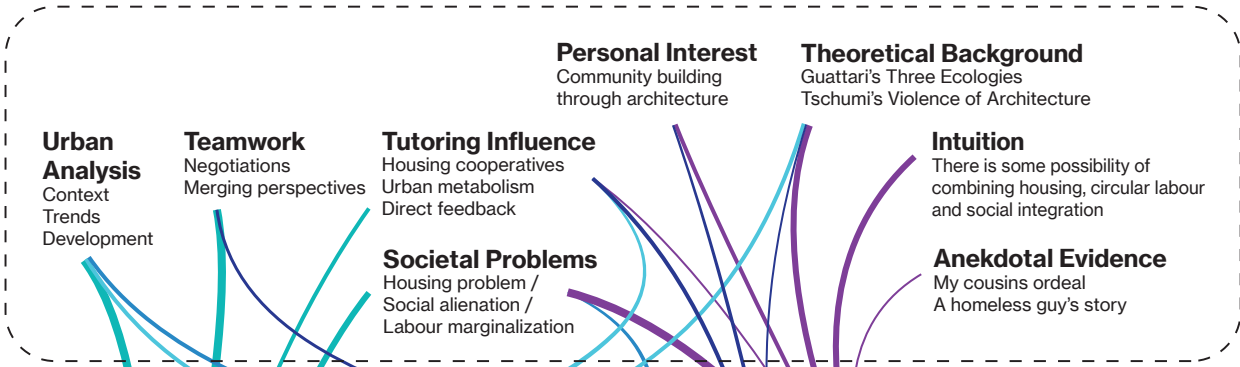 Personal Interest
Community building
through architecture
Theoretical Background
Guattari's Three Ecologies
Tschumi's Violence of Architecture
Urban
Analysis
Context
Trends
Development
Teamwork
Negotiations
Merging perspectives
Tutoring Influence
Housing cooperatives
Urban metabolism
Direct feedback
Intuition
There is some possibility of
combining housing, circular labour
and social integration
Societal Problems
Housing problem /
Social alienation /
Labour marginalization
Anekdotal Evidence
My cousins ordeal
A homeless guy's story